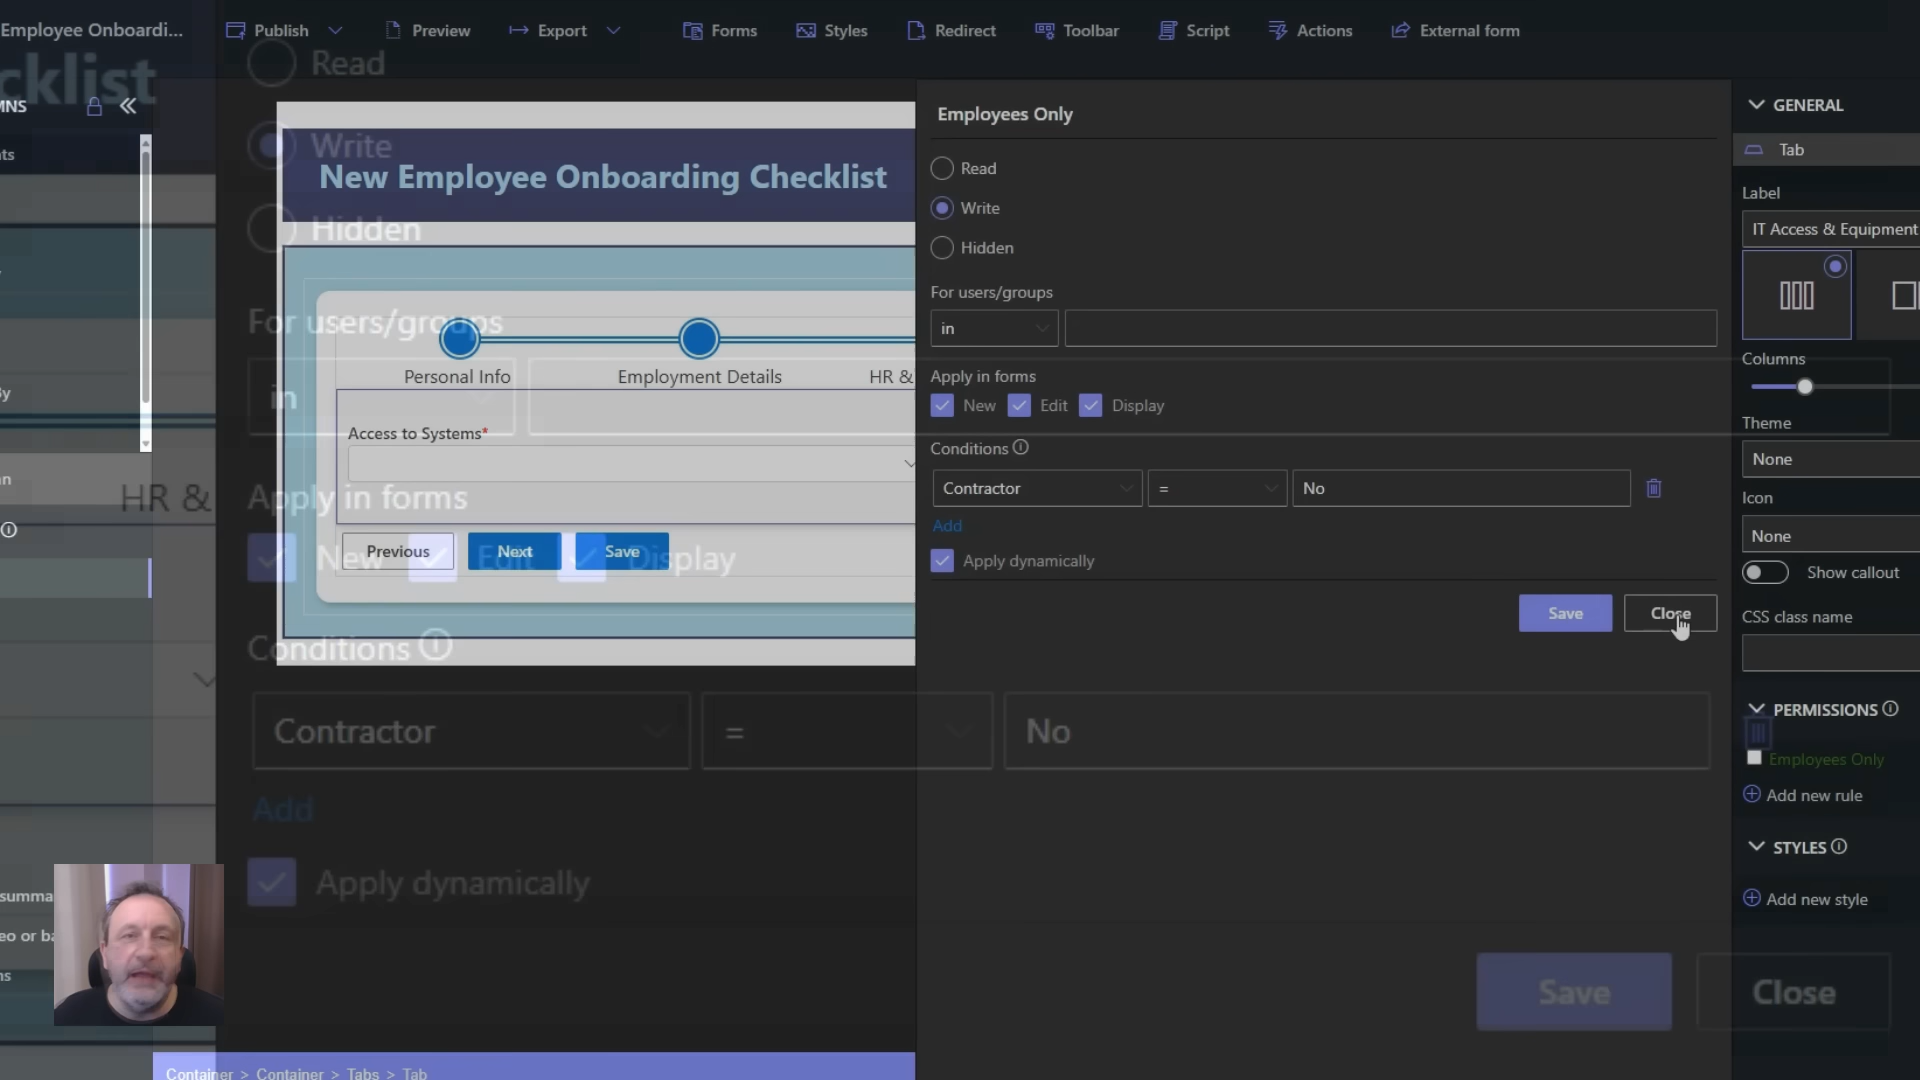 Employee Onboardi...
Publish
Preview
Export
Forms
Styles
Redirect
Toolbar
Script
Actions
External form
cklist
MNS
Read
Write
Hidden
For users/groups
in
Apply in forms
New Edit Display
Conditions
Contractor = No
Add
Apply dynamically
Save Close
HR &
New Employee Onboarding Checklist
Personal Info
Employment Details
HR &
Access to Systems*
Previous Next Save
Employees Only
Read
Write
Hidden
For users/groups
in
Apply in forms
New Edit Display
Conditions
Contractor = No
Add
Apply dynamically
Save Close
GENERAL
Tab
Label
IT Access & Equipment
Columns
Theme
None
Icon
None
Show callout
CSS class name
PERMISSIONS
Employees Only
Add new rule
STYLES
Add new style
Container > Container > Tabs > Tab